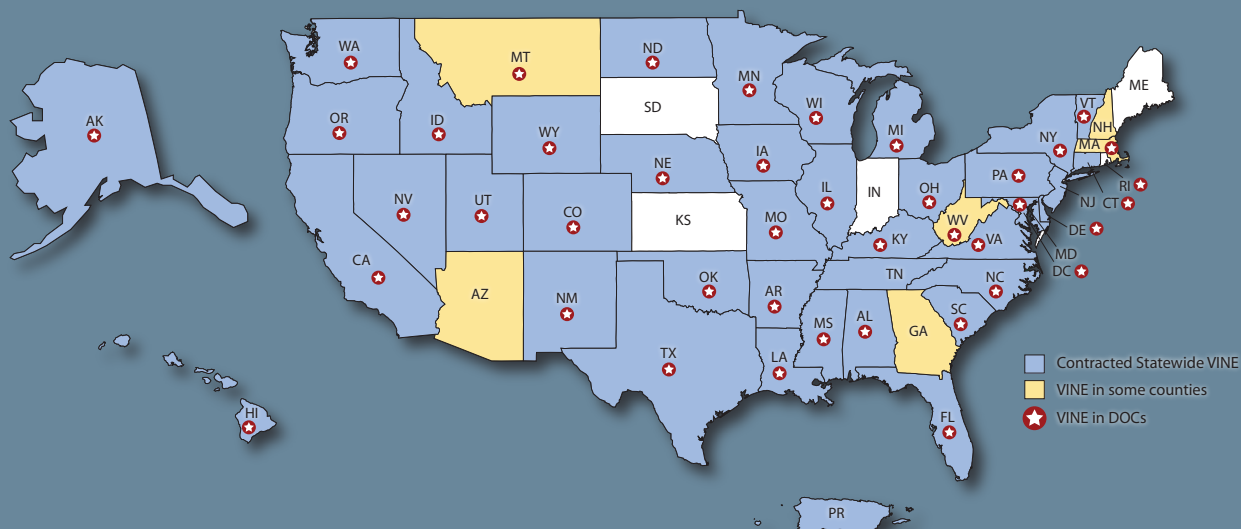 WA
MT
ND
MN
ME
VT
AK
OR
ID
SD
WI
NH
WY
MI
NY
MA
NE
IA
PA
RI
NV
UT
CO
IL
IN
OH
NJ
CT
KS
MO
WV
DE
KY
VA
MD
CA
TN
DC
AZ
NM
OK
AR
NC
MS
AL
GA
SC
TX
LA
Contracted Statewide VINE
VINE in some counties
VINE in DOCs
HI
FL
PR